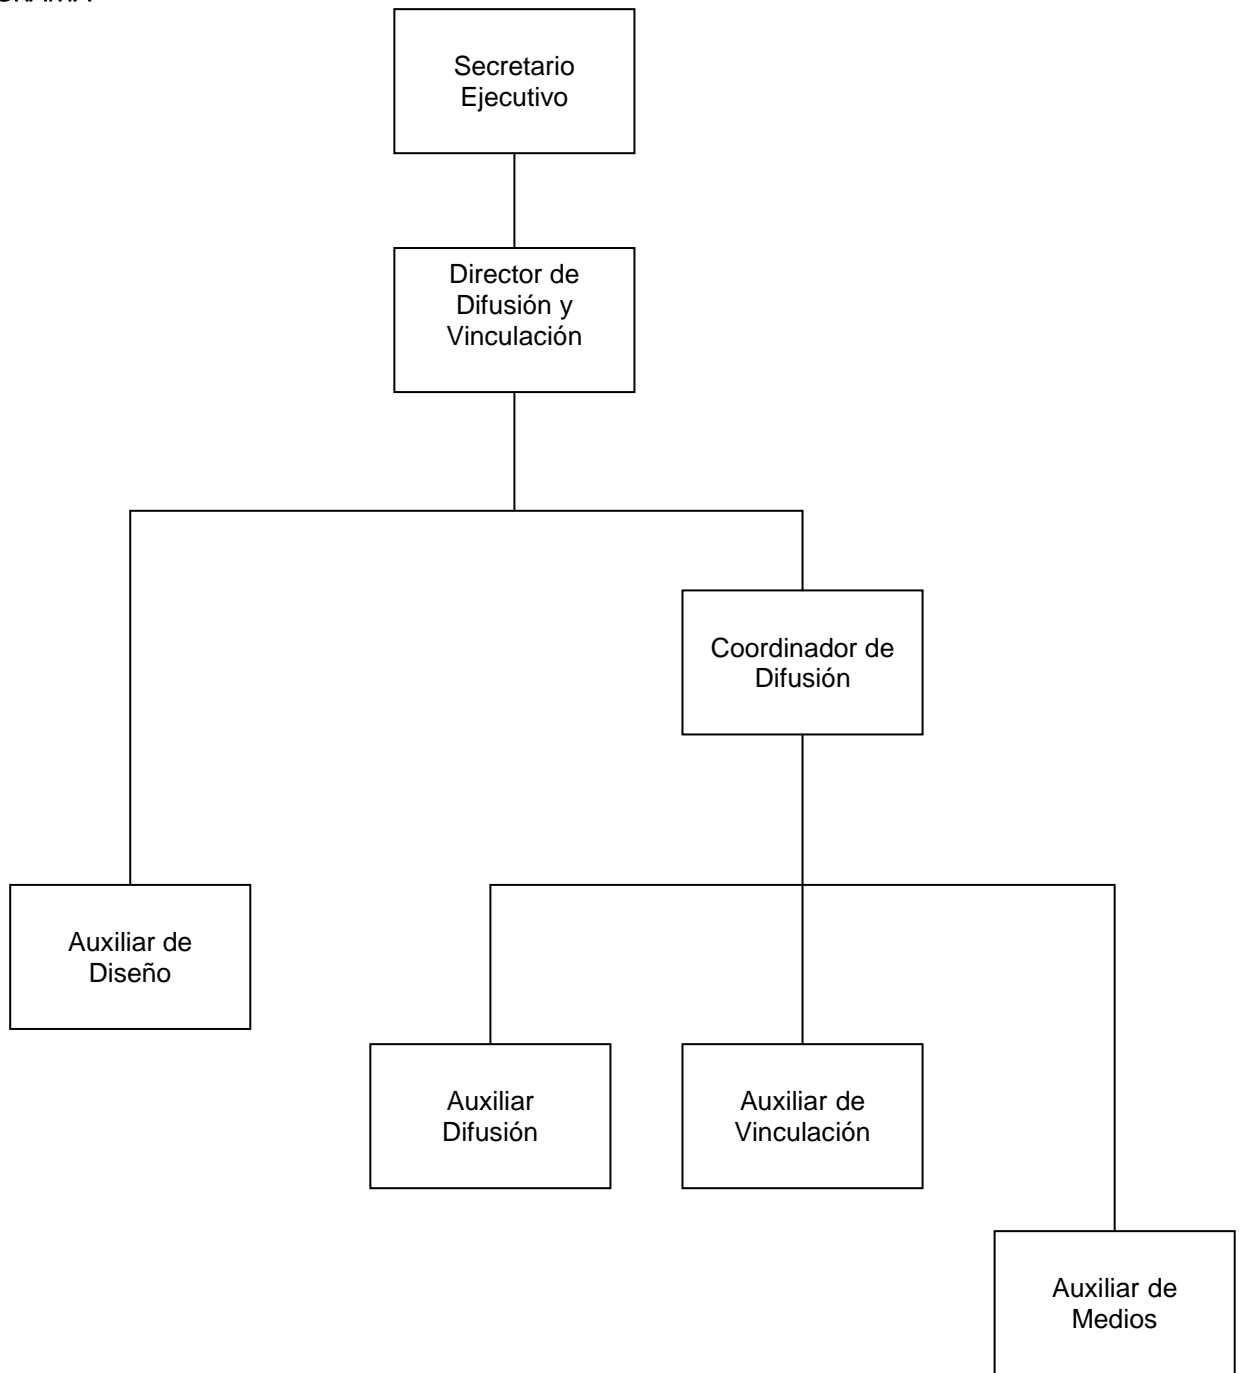 Secretario
Ejecutivo
Director de
Difusión y
Vinculación
Coordinador de
Difusión
Auxiliar de
Diseño
Auxiliar
Difusión
Auxiliar de
Vinculación
Auxiliar de
Medios